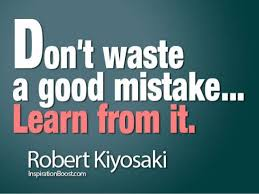 Don't waste
a good mistake...
Learn from it.
Robert Kiyosaki
InspirationBoost.com